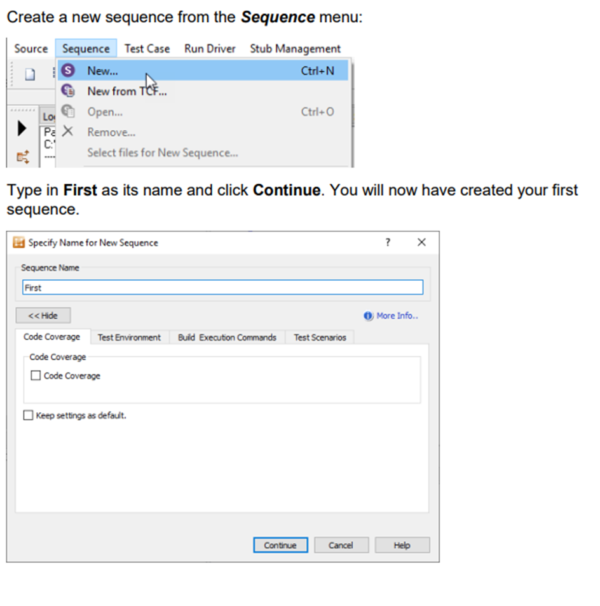 Create a new sequence from the Sequence menu:
Source Sequence Test Case Run Driver Stub Management
S New... Ctrl+N
New from TCF...
Open... Ctrl+O
Remove...
Select files for New Sequence...
Type in First as its name and click Continue. You will now have created your first
sequence.
Specify Name for New Sequence ? X
Sequence Name
First
<< Hide More Info..
Code Coverage Test Environment Build Execution Commands Test Scenarios
Code Coverage
Code Coverage
Keep settings as default.
Continue Cancel Help